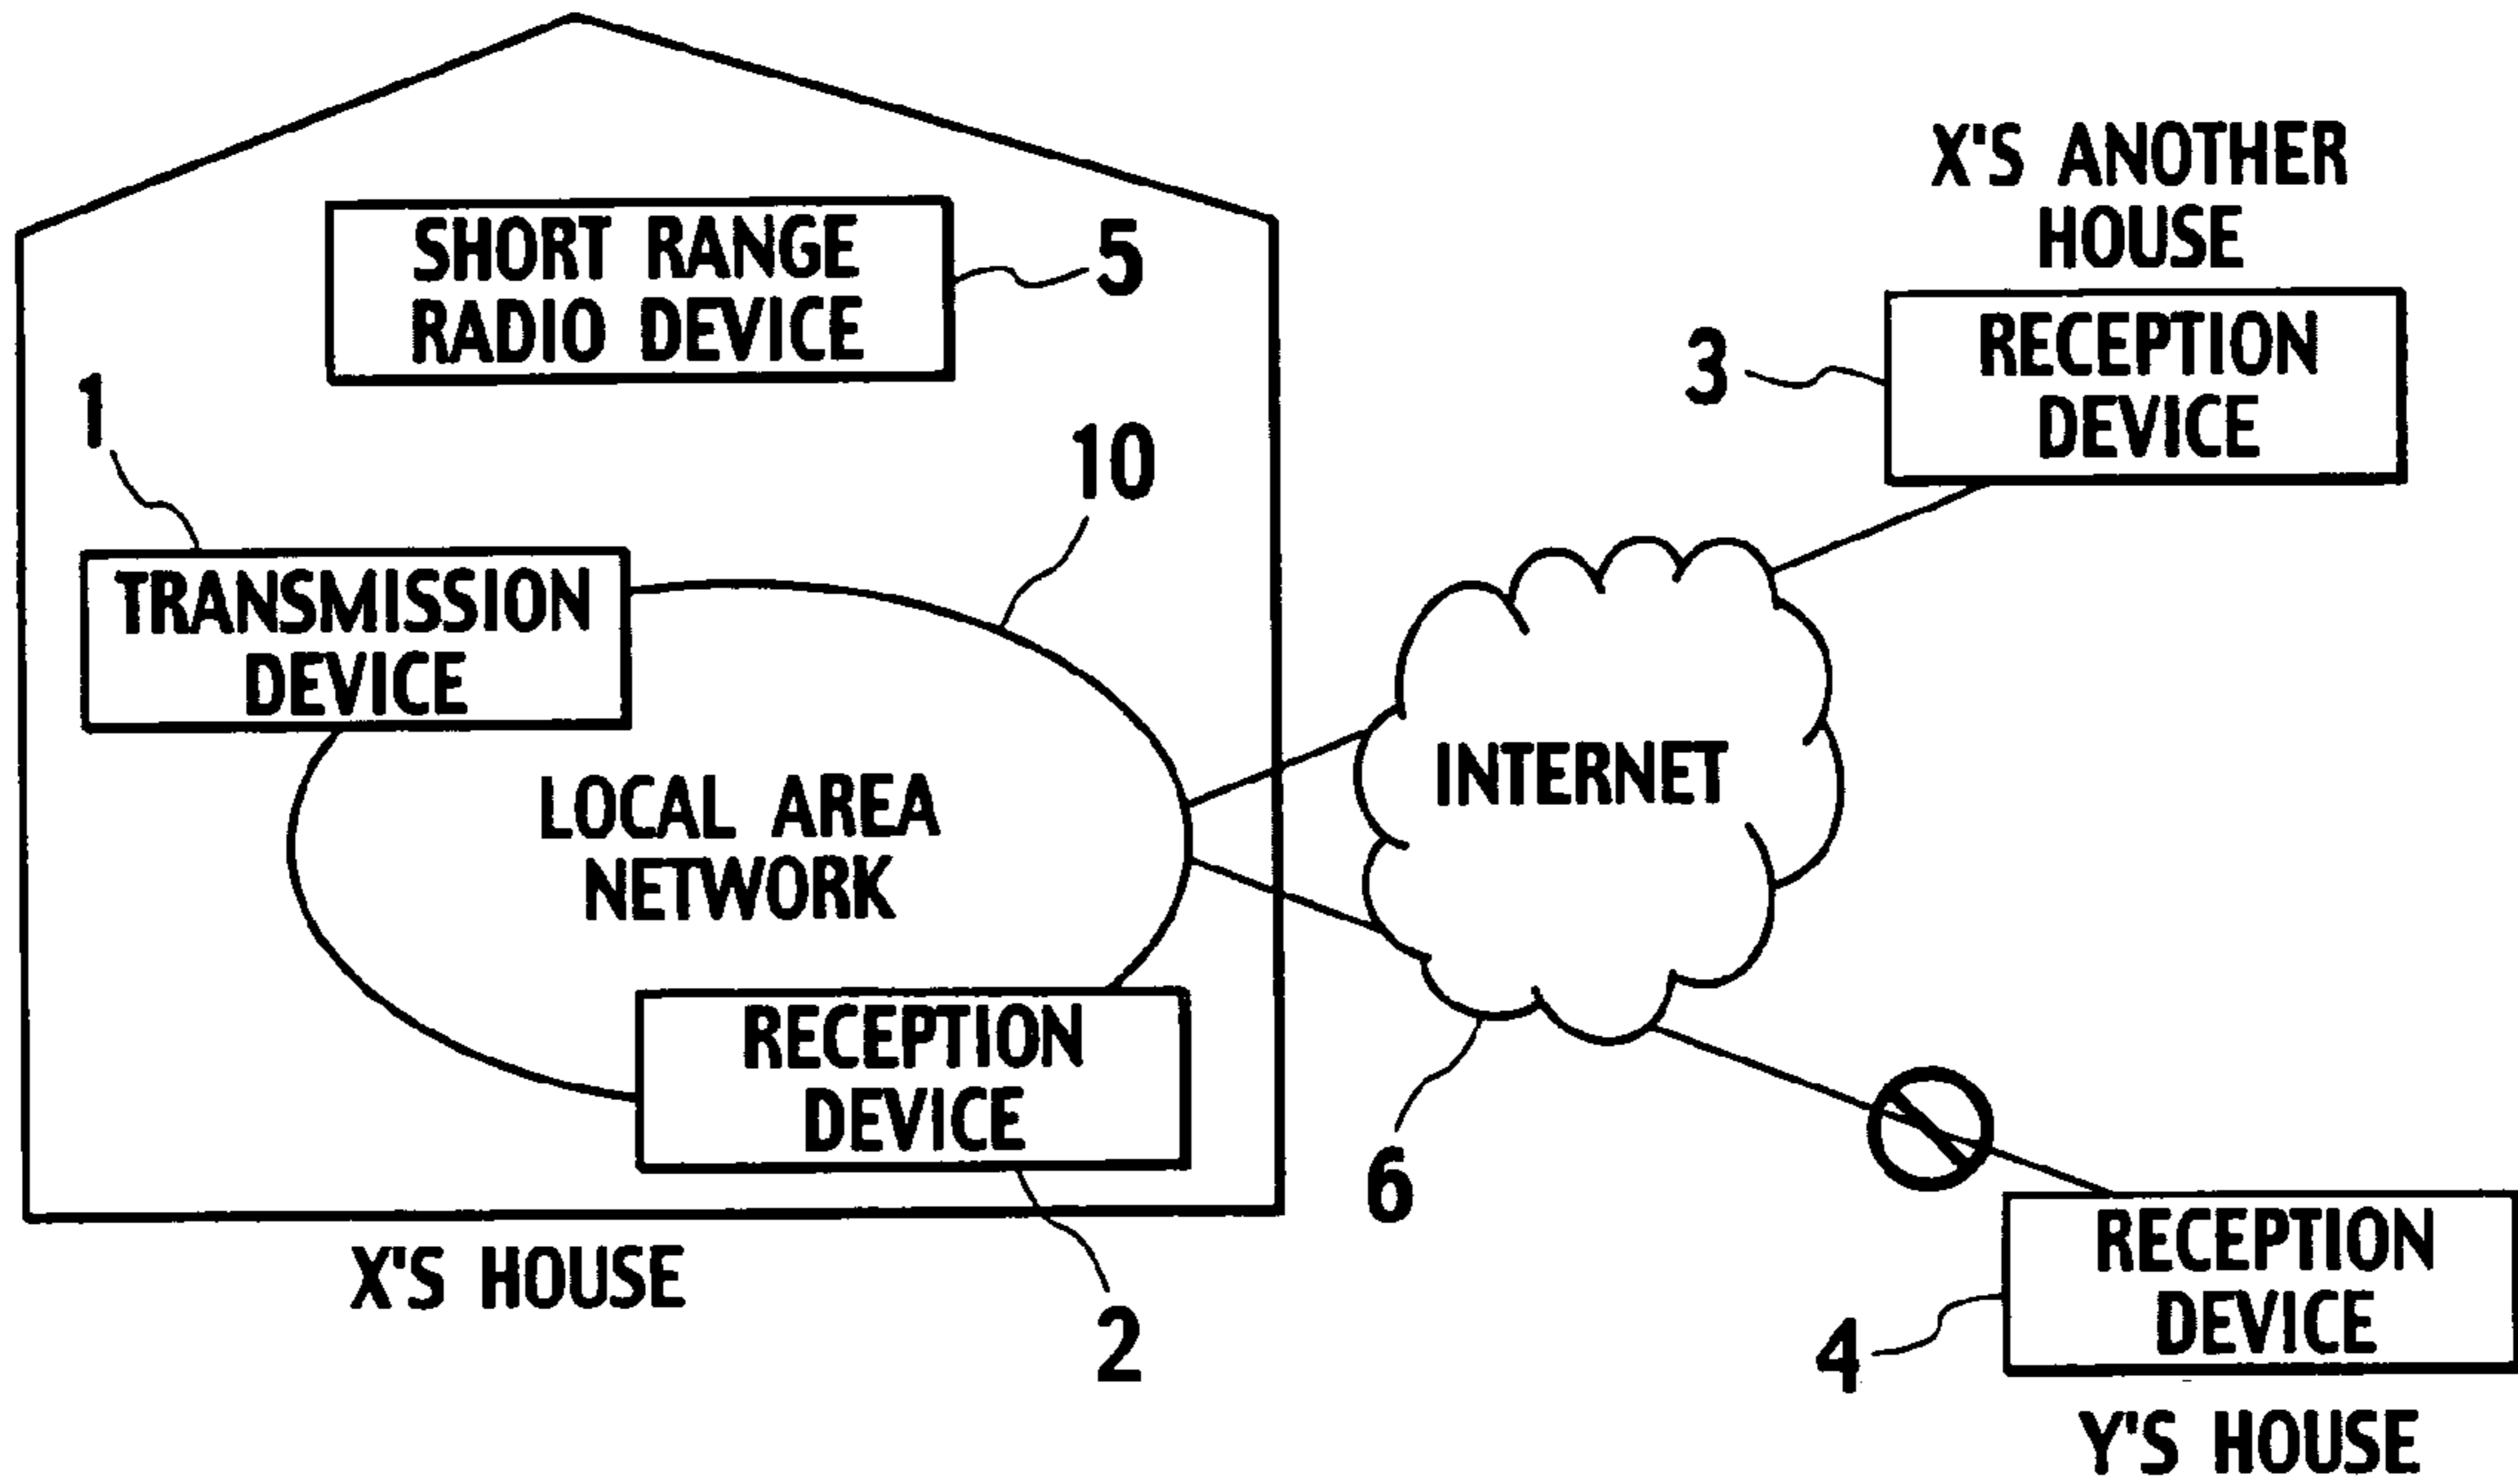 X'S ANOTHER
HOUSE
SHORT RANGE
RADIO DEVICE
5
RECEPTION
DEVICE
3
1
10
TRANSMISSION
DEVICE
LOCAL AREA
NETWORK
INTERNET
RECEPTION
DEVICE
6
RECEPTION
DEVICE
X'S HOUSE
2
4
Y'S HOUSE